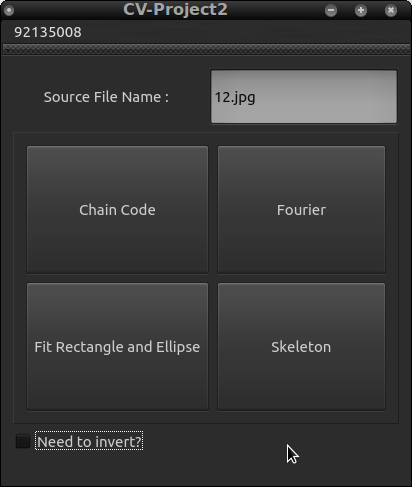 CV-Project2
92135008
Source File Name :
12.jpg
Chain Code
Fourier
Fit Rectangle and Ellipse
Skeleton
Need to invert?